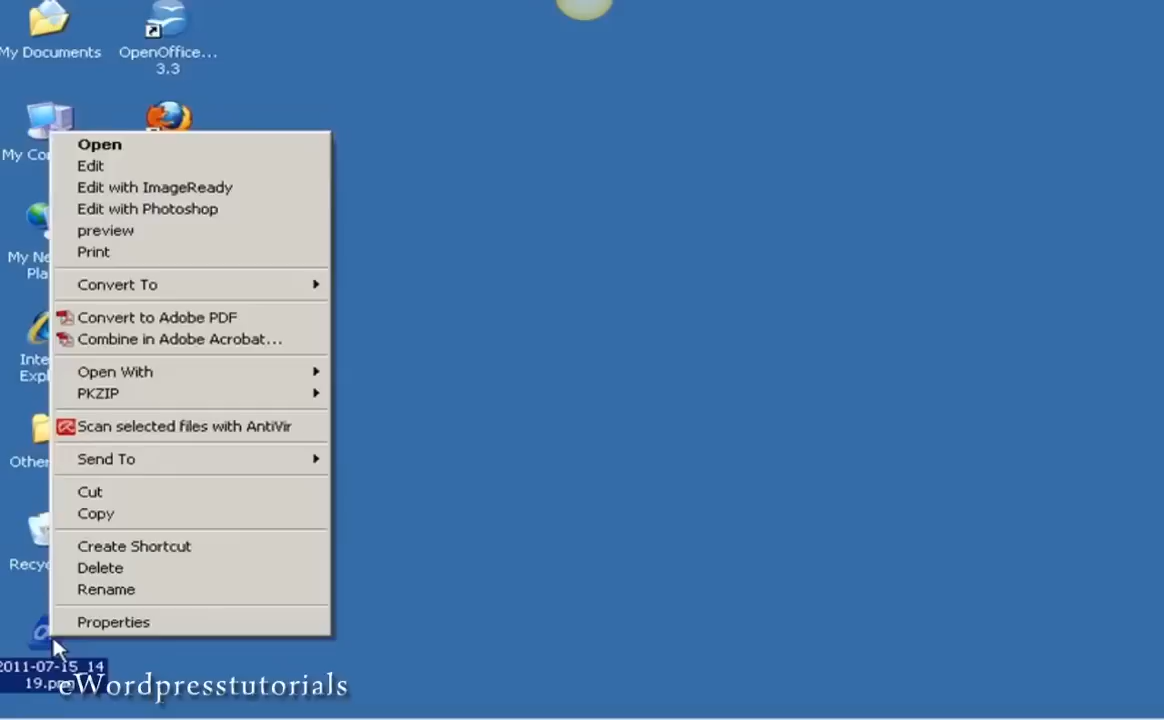 My Documents
OpenOffice...
3.3
My Co
My Ne
Pla
Inte
Expl
Other
Recyc
2011-07-15_14
19.pn
Open
Edit
Edit with ImageReady
Edit with Photoshop
preview
Print
Convert To
Convert to Adobe PDF
Combine in Adobe Acrobat...
Open With
PKZIP
Scan selected files with AntiVir
Send To
Cut
Copy
Create Shortcut
Delete
Rename
Properties
eWordpresstutorials